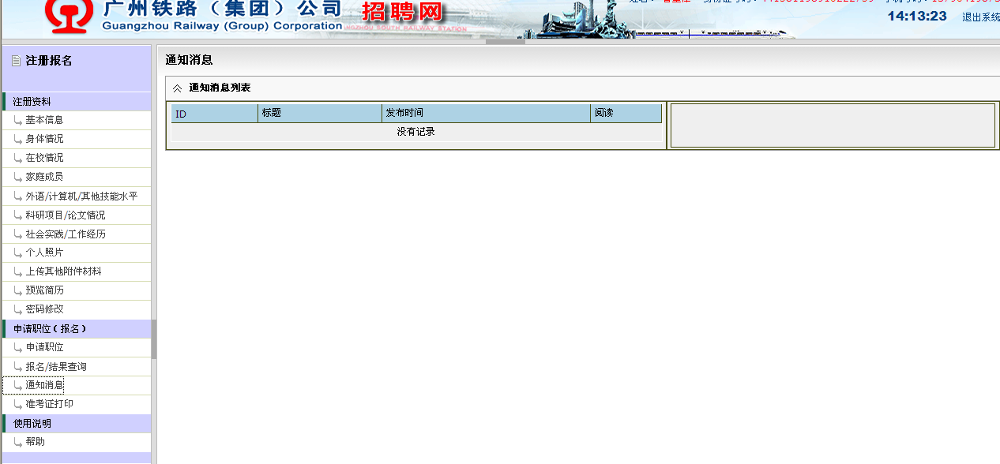 广州铁路（集团）公司 招聘网
Guangzhou Railway (Group) Corporation
14:13:23 退出系统
注册报名
注册资料
基本信息
身体情况
在校情况
家庭成员
外语/计算机/其他技能水平
科研项目/论文情况
社会实践/工作经历
个人照片
上传其他附件材料
预览简历
密码修改
申请职位（报名）
申请职位
报名/结果查询
通知消息
准考证打印
使用说明
帮助
通知消息
通知消息列表
ID 标题 发布时间 阅读
没有记录